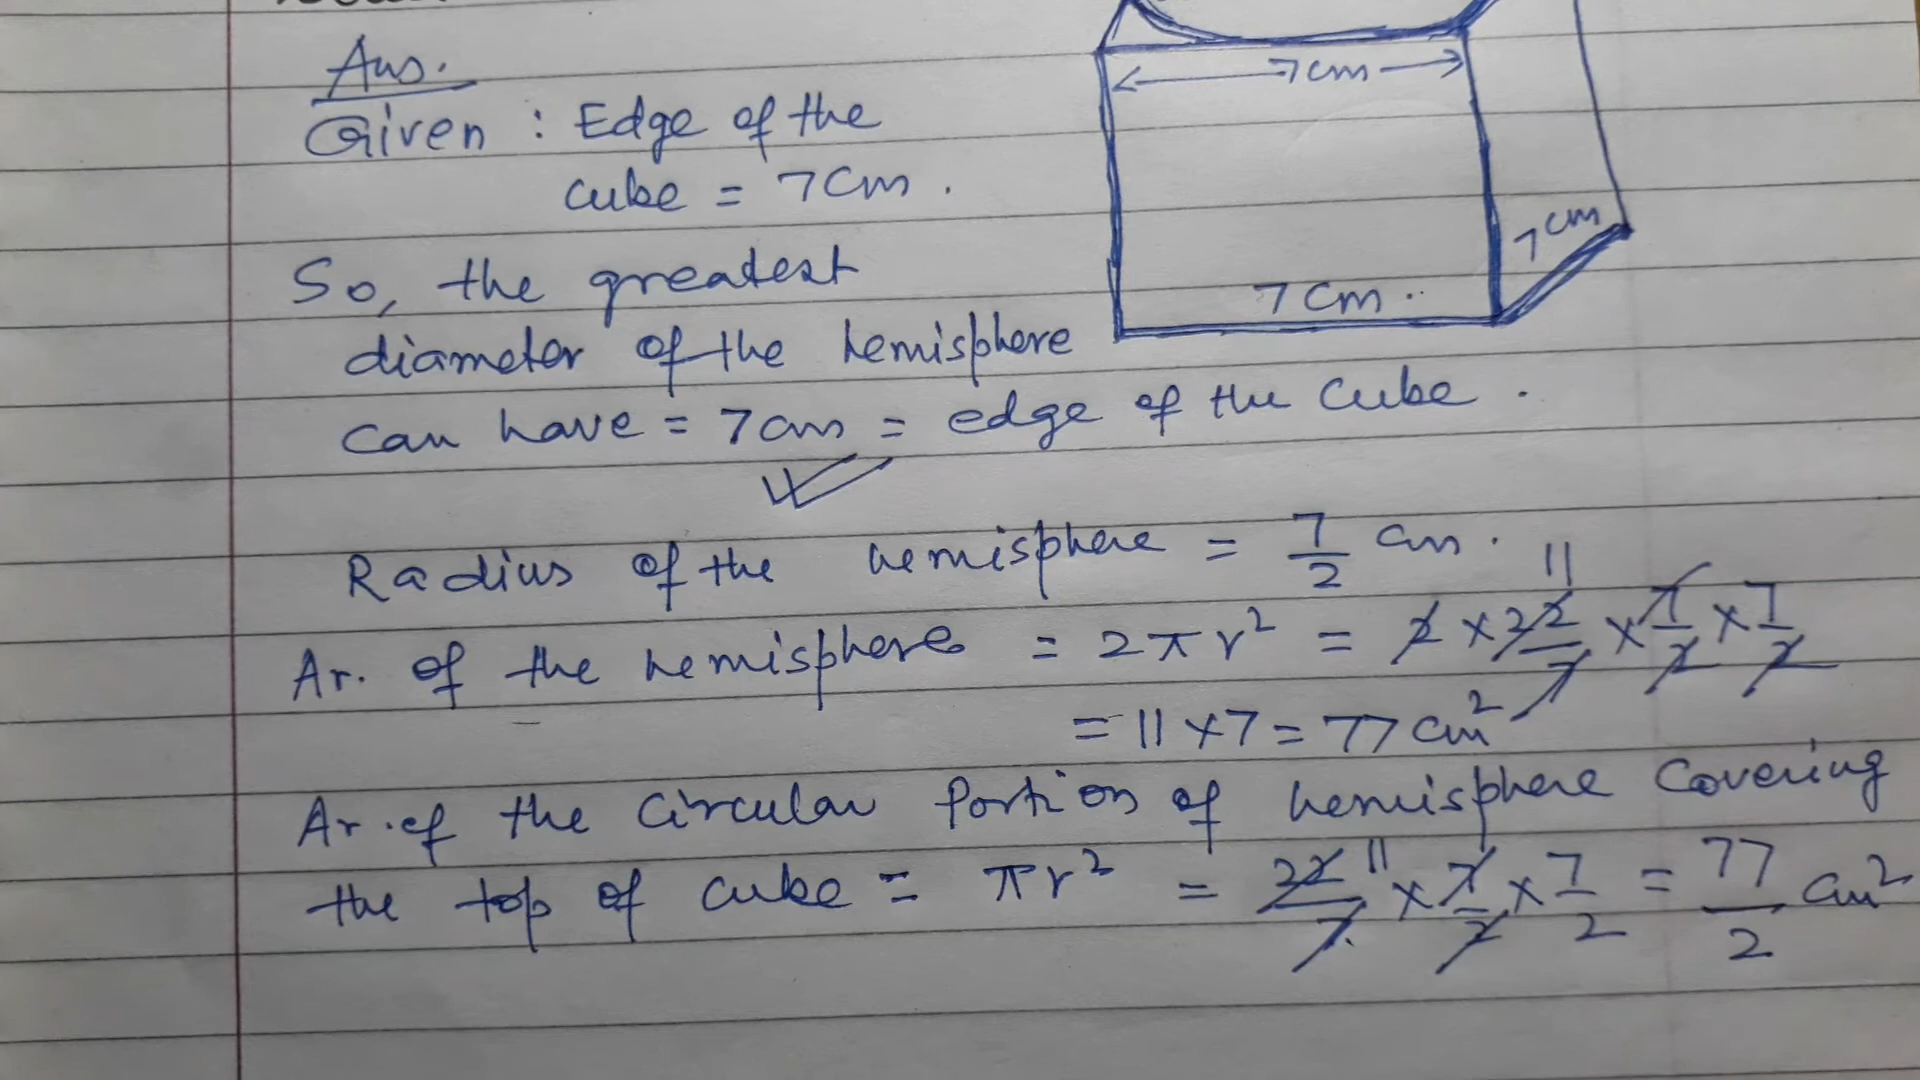 Ans.
Given : Edge of the
cube = 7cm.
So, the greatest
diameter of the hemisphere
can have = 7cm = edge of the cube.
7cm
7cm
7cm.
Radius of the hemisphere = 7/2 cm.
Ar. of the hemisphere = 2πr² = 2 × 22/7 × 7/2 × 7/2
11
= 11 × 7 = 77 cm²
Ar. of the circular portion of hemisphere covering
the top of cube = πr² = 22/7 11 × 7/2 × 7/2 = 77/2 cm²